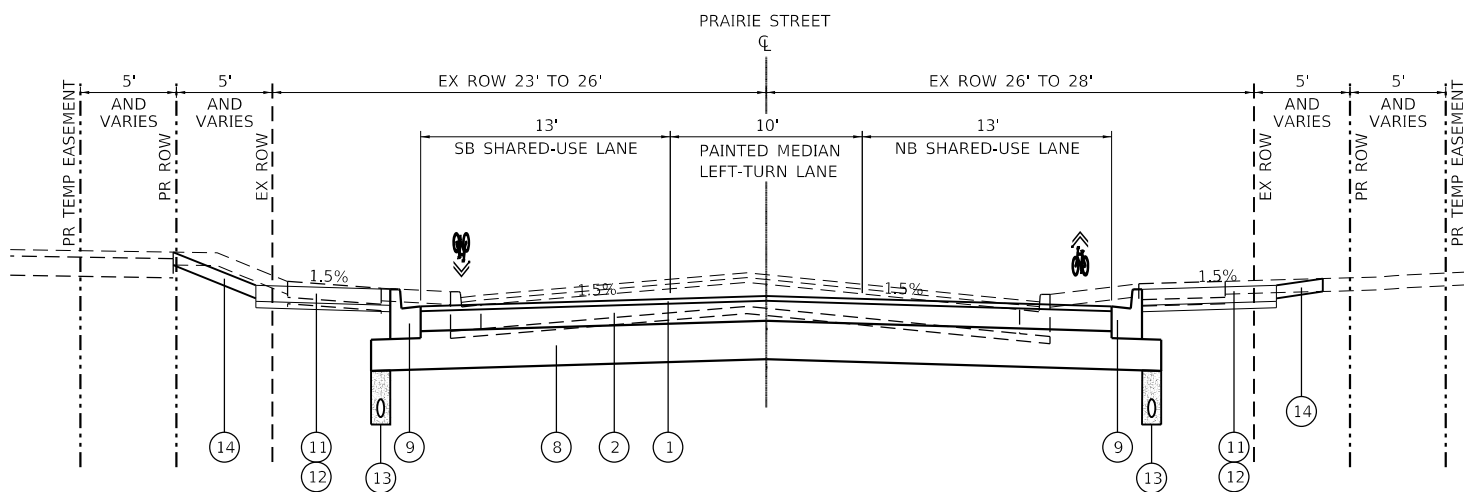 PRAIRIE STREET
℄
5'
AND
VARIES
5'
AND
VARIES
EX ROW 23' TO 26'
EX ROW 26' TO 28'
5'
AND
VARIES
5'
AND
VARIES
PR TEMP EASEMENT
PR ROW
EX ROW
13'
SB SHARED-USE LANE
10'
PAINTED MEDIAN
LEFT-TURN LANE
13'
NB SHARED-USE LANE
EX ROW
PR ROW
PR TEMP EASEMENT
1.5%
1.5%
1.5%
1.5%
14
11
12
13
9
8
2
1
9
13
11
12
14